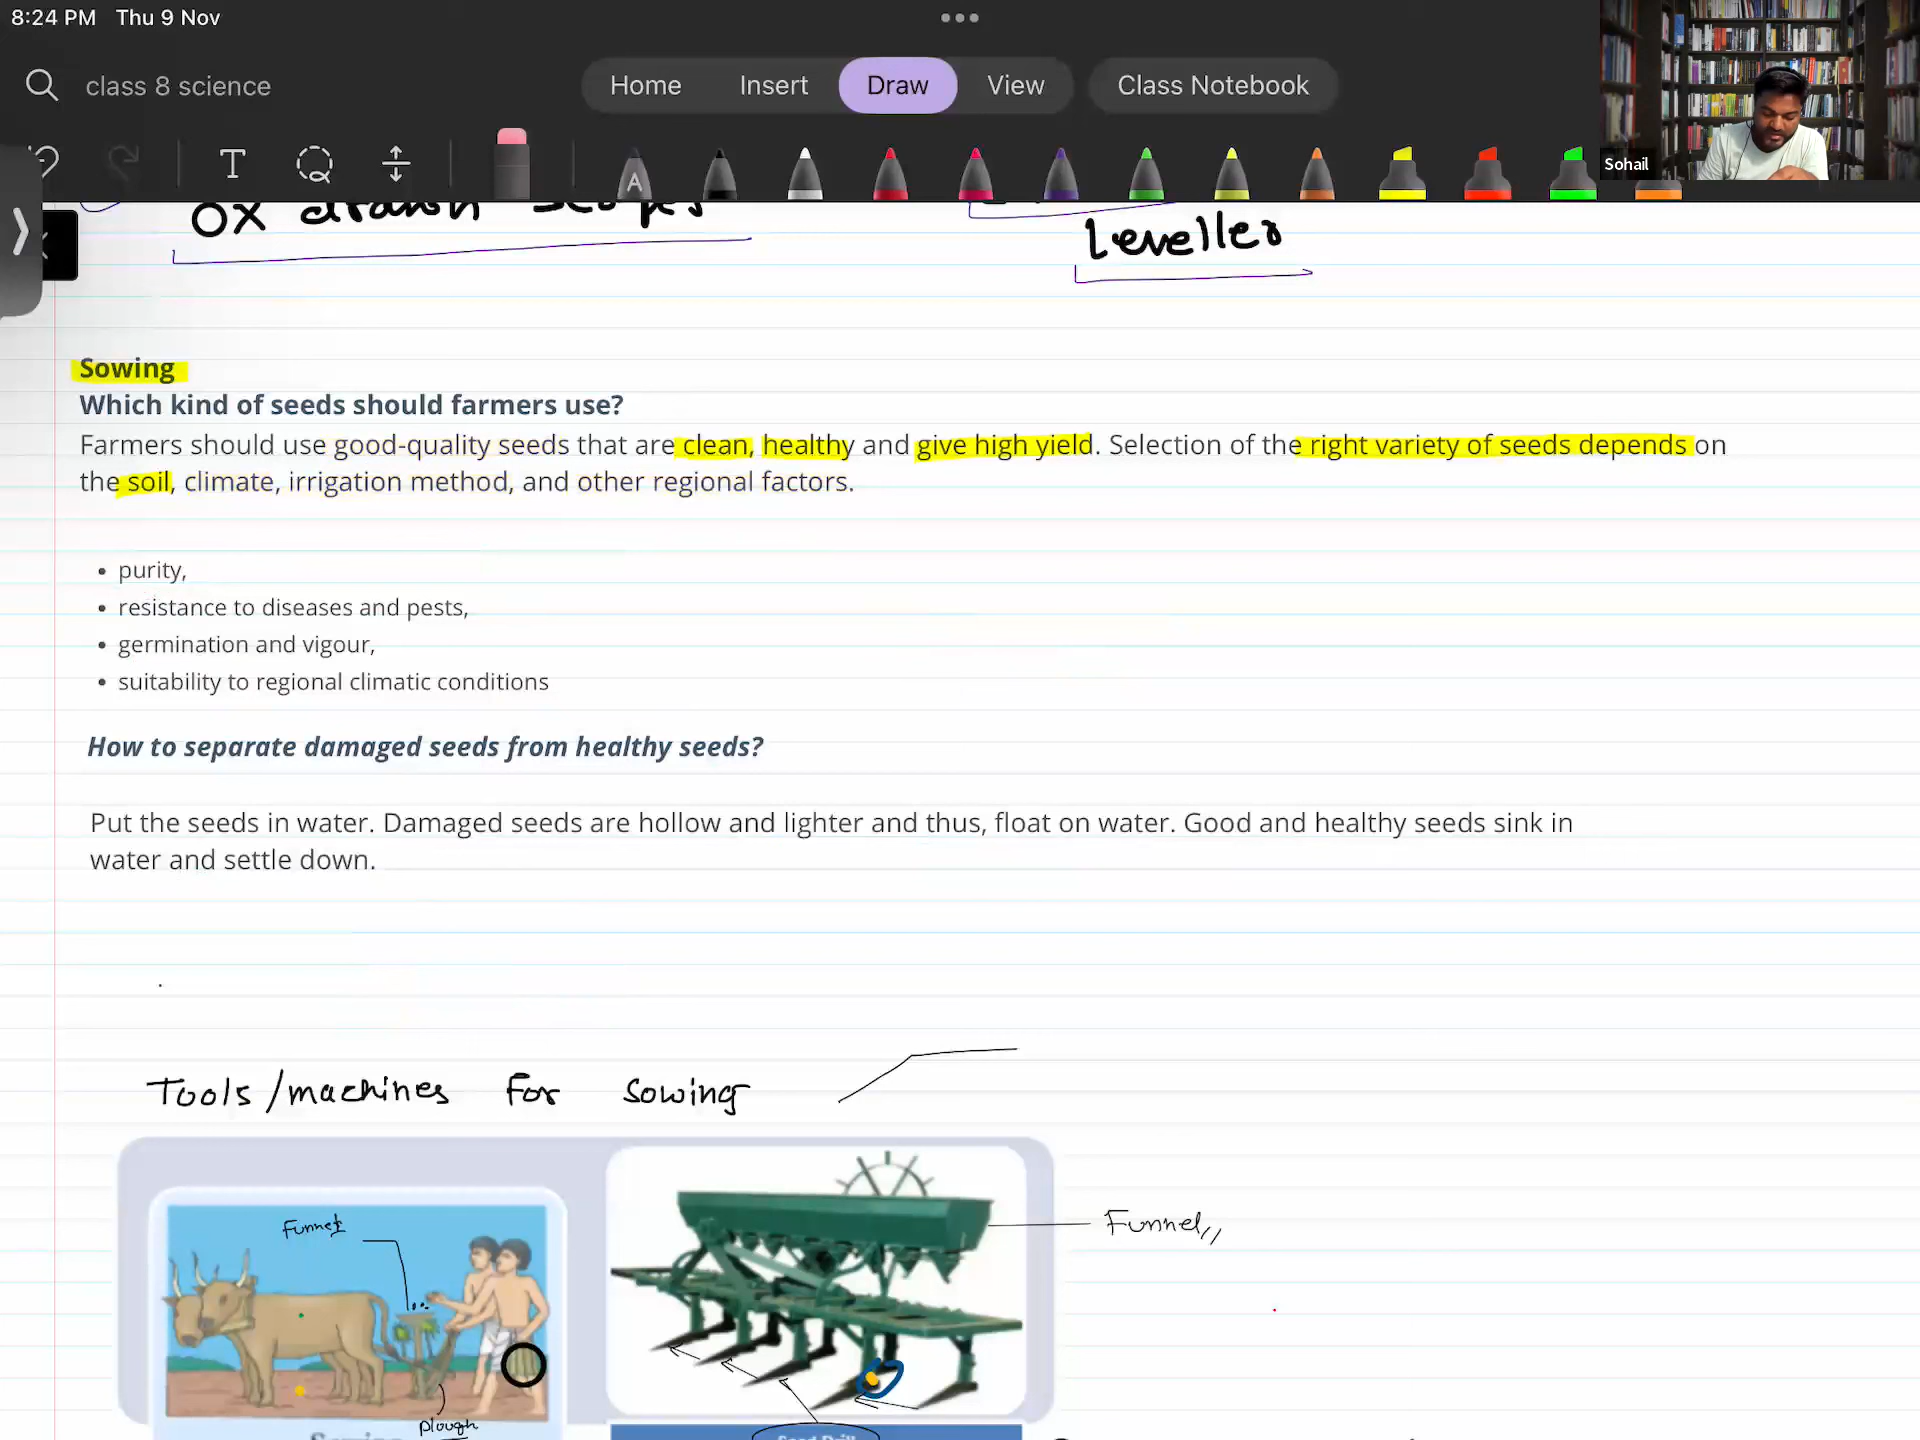 8:24 PM Thu 9 Nov
class 8 science
Home Insert Draw View Class Notebook
T
A
Sohail
OX drawn
Leveller
Sowing
Which kind of seeds should farmers use?
Farmers should use good-quality seeds that are clean, healthy and give high yield. Selection of the right variety of seeds depends on
the soil, climate, irrigation method, and other regional factors.
• purity,
• resistance to diseases and pests,
• germination and vigour,
• suitability to regional climatic conditions
How to separate damaged seeds from healthy seeds?
Put the seeds in water. Damaged seeds are hollow and lighter and thus, float on water. Good and healthy seeds sink in
water and settle down.
Tools /machines For Sowing
Funnel
Funnel
plough
Seed Drill